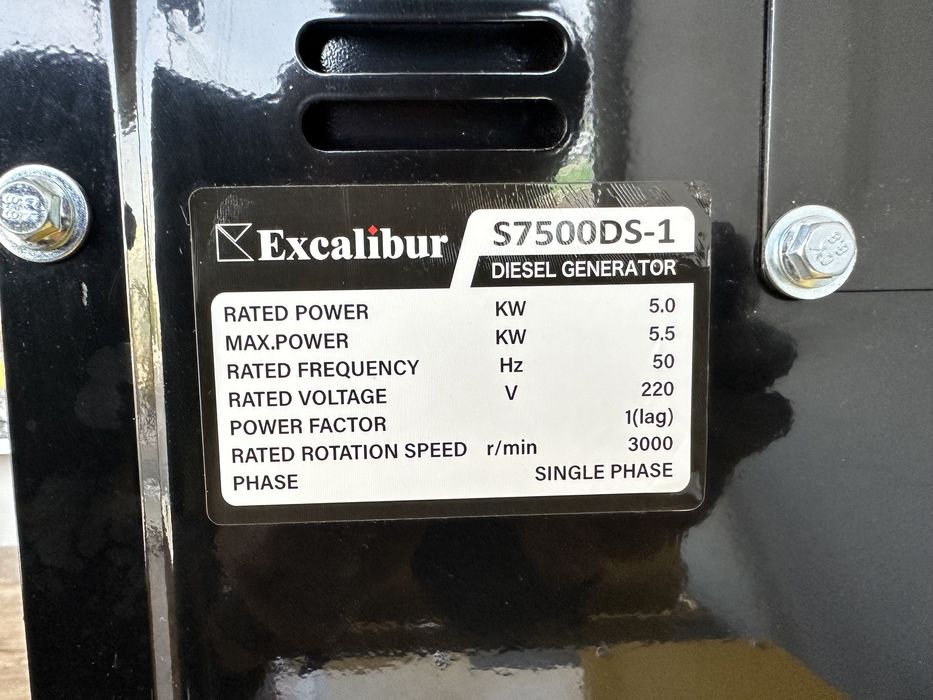 Excalibur
S7500DS-1
DIESEL GENERATOR
RATED POWER KW 5.0
MAX.POWER KW 5.5
RATED FREQUENCY Hz 50
RATED VOLTAGE V 220
POWER FACTOR 1(lag)
RATED ROTATION SPEED r/min 3000
PHASE SINGLE PHASE